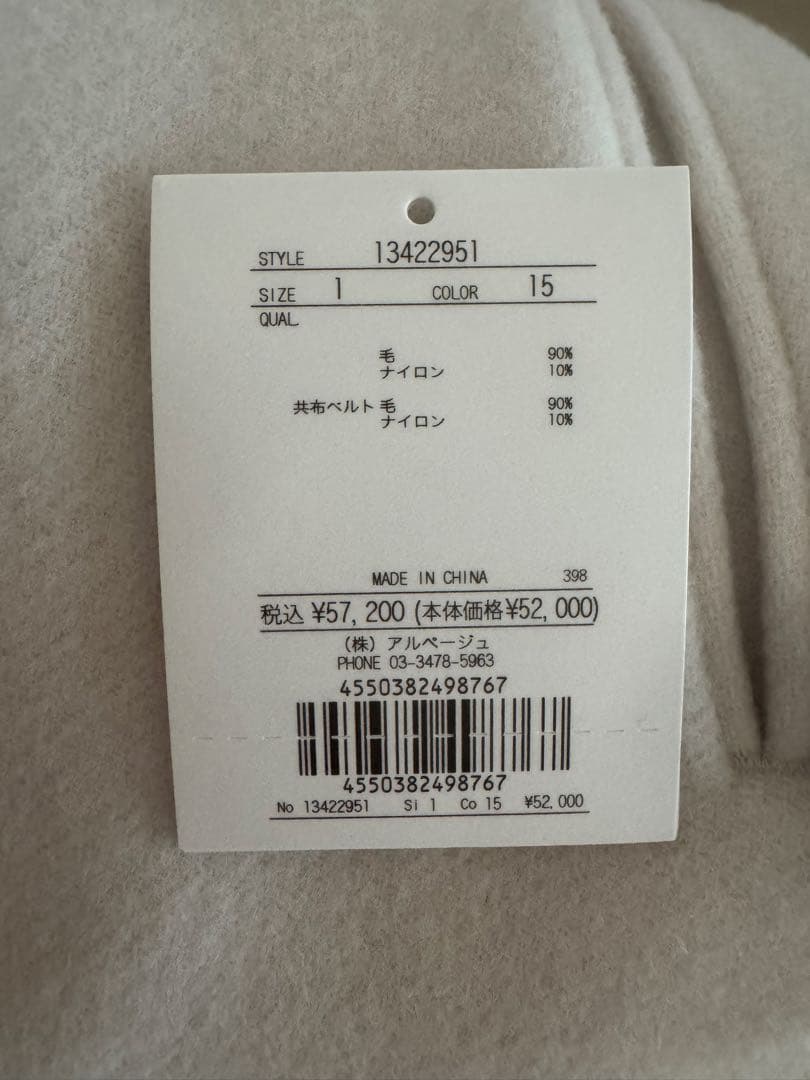 STYLE 13422951
SIZE 1 COLOR 15
QUAL
毛 90%
ナイロン 10%
共布ベルト 毛 90%
ナイロン 10%
MADE IN CHINA 398
税込 ¥57,200 (本体価格¥52,000)
(株) アルページュ
PHONE 03-3478-5963
4550382498767
4550382498767
No 13422951 Si 1 Co 15 ¥52,000